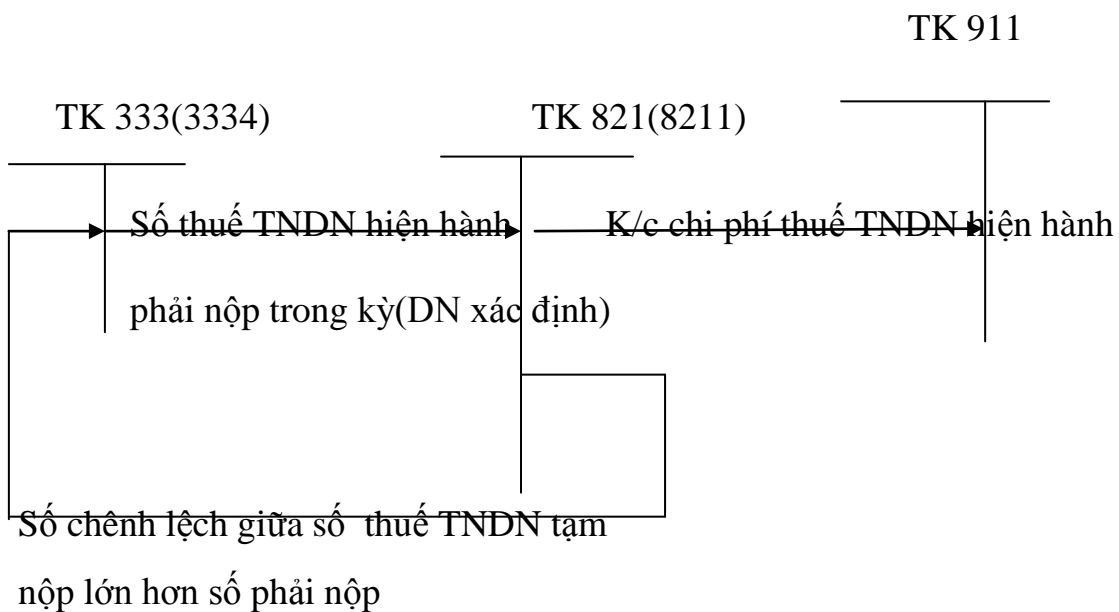 TK 911
TK 333(3334)
TK 821(8211)
Số thuế TNDN hiện hành
K/c chi phí thuế TNDN hiện hành
phải nộp trong kỳ(DN xác định)
Số chênh lệch giữa số thuế TNDN tạm
nộp lớn hơn số phải nộp